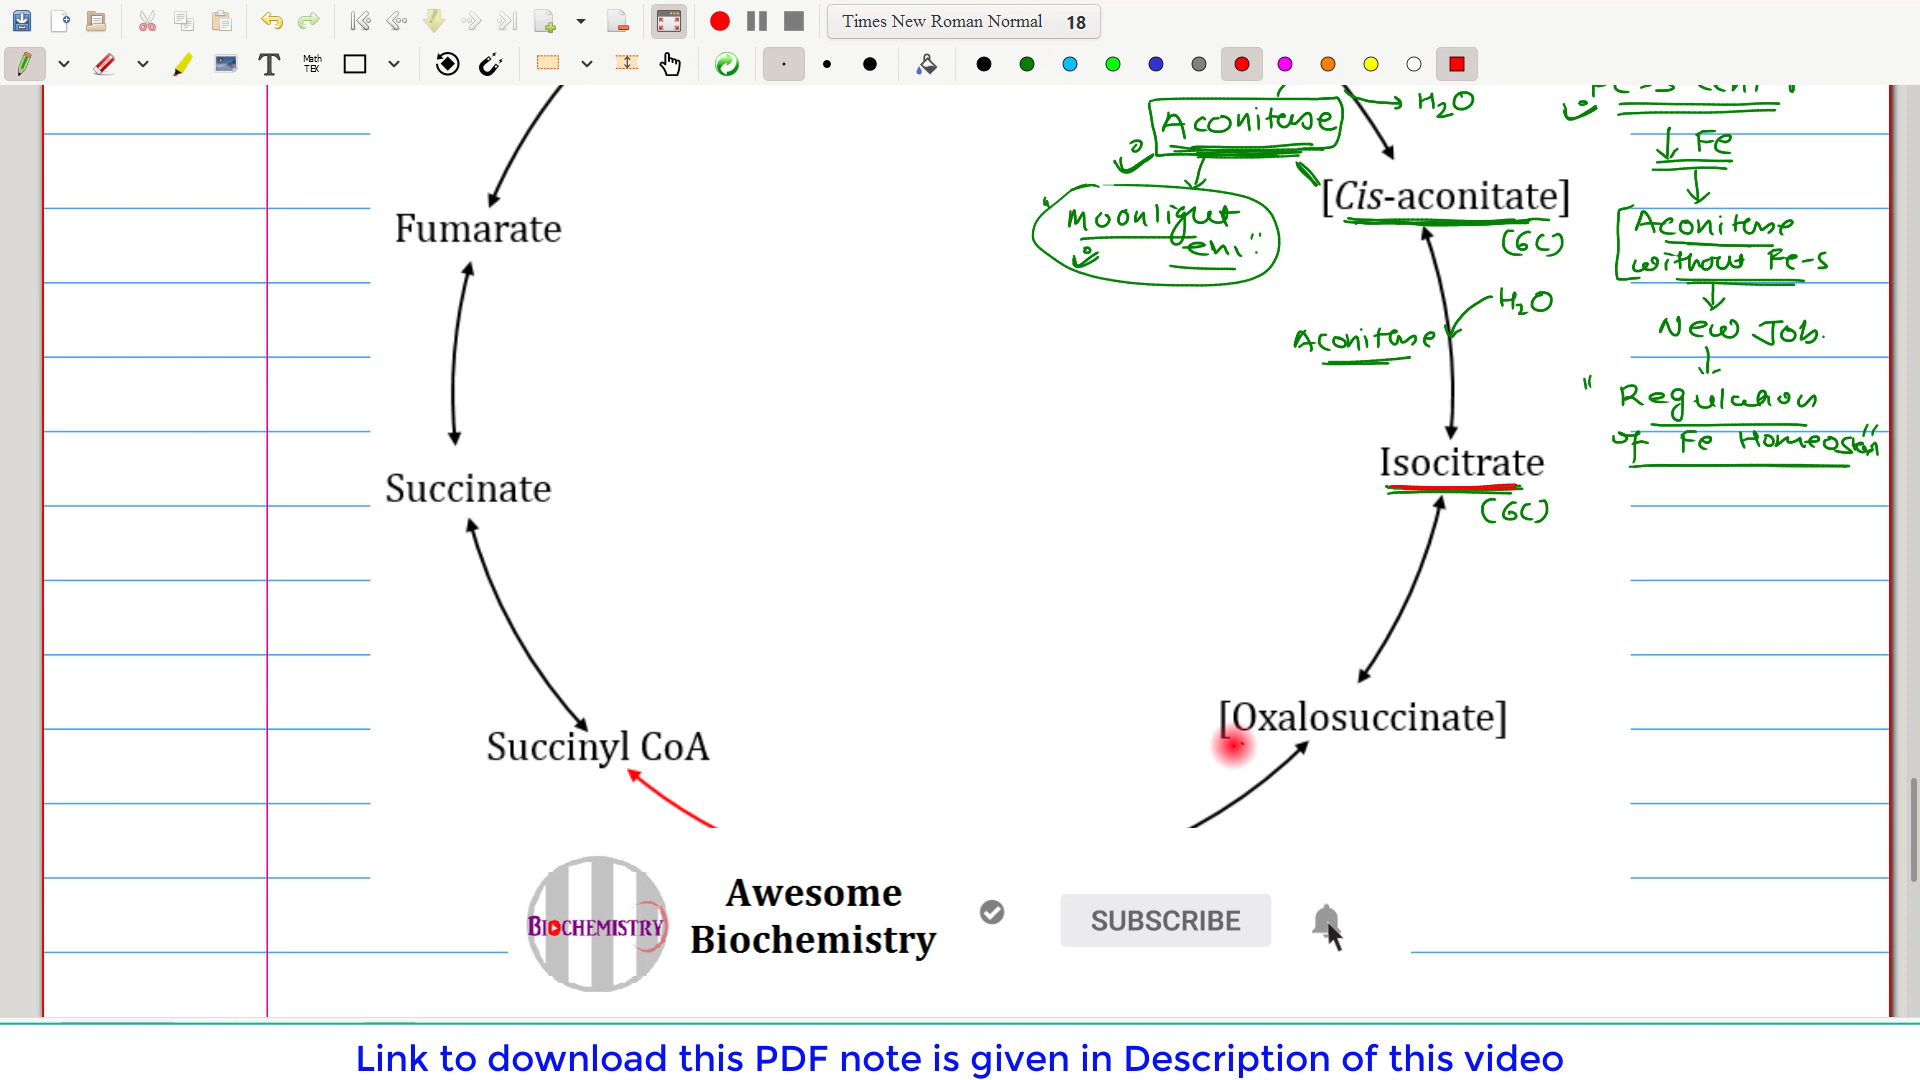 Times New Roman Normal 18
T Math TEX
H₂O
Aconitase
↓ Fe
[Cis-aconitate]
(6C)
Fumarate
"Moonlight
Aconitase
without Fe-S
H₂O
Aconitase
New Job.
"Regulation
of Fe
Isocitrate
(6C)
Succinate
[Oxalosuccinate]
Succinyl CoA
BIOCHEMISTRY
Awesome
Biochemistry
SUBSCRIBE
Link to download this PDF note is given in Description of this video